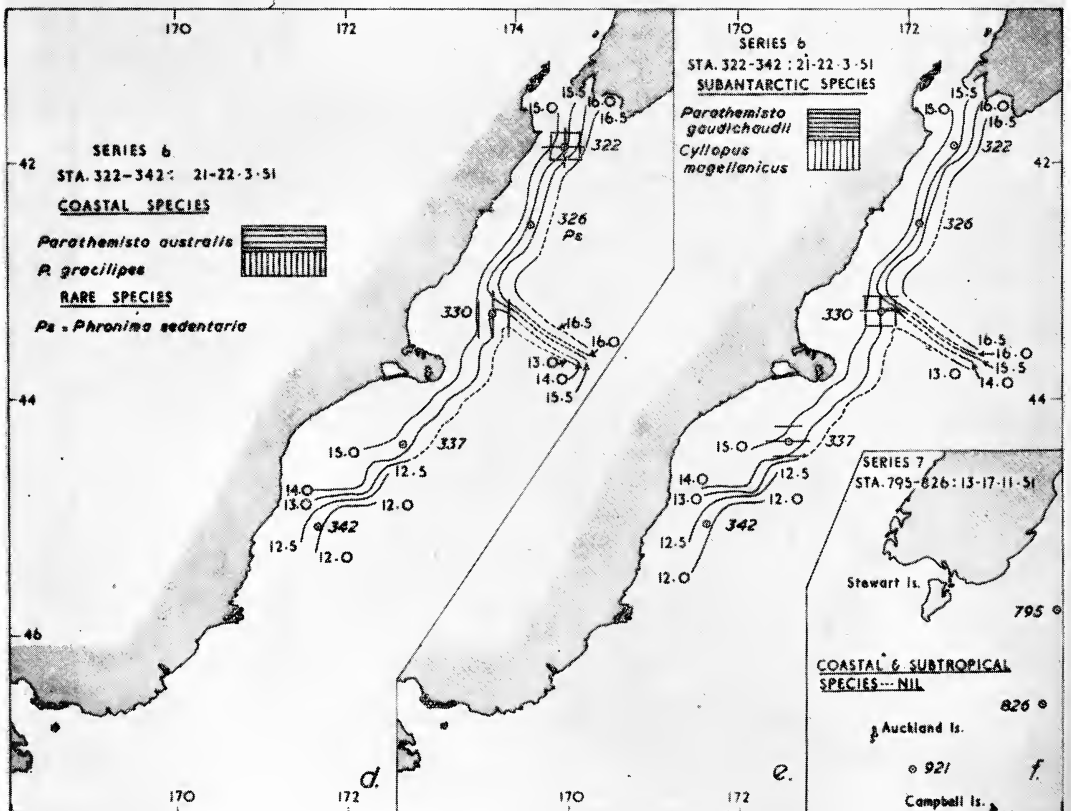 170
172
174
170
172
SERIES 6
STA. 322-342: 21-22·3·51
COASTAL SPECIES
Parathemisto australis
P. gracilipes
RARE SPECIES
Ps = Phronima sedentaria
42
44
46
15.5
15.0
16.0
16.5
322
326
Ps
330
16.5
16.0
13.0
14.0
15.5
337
15.0
14.0
13.0
12.5
12.0
342
12.5
12.0
170
172
d.
SERIES 6
STA. 322-342: 21-22·3·51
SUBANTARCTIC SPECIES
Parathemisto
gaudichaudii
Cyllopus
magellanicus
15.5
15.0
16.0
16.5
322
42
326
330
16.5
16.0
15.5
13.0
14.0
44
337
15.0
14.0
13.0
12.5
12.0
342
12.5
12.0
170
e.
SERIES 7
STA. 795-826: 13-17·11·51
Stewart Is.
795
COASTAL & SUBTROPICAL
SPECIES---NIL
826
Auckland Is.
921
Campbell Is.
f.